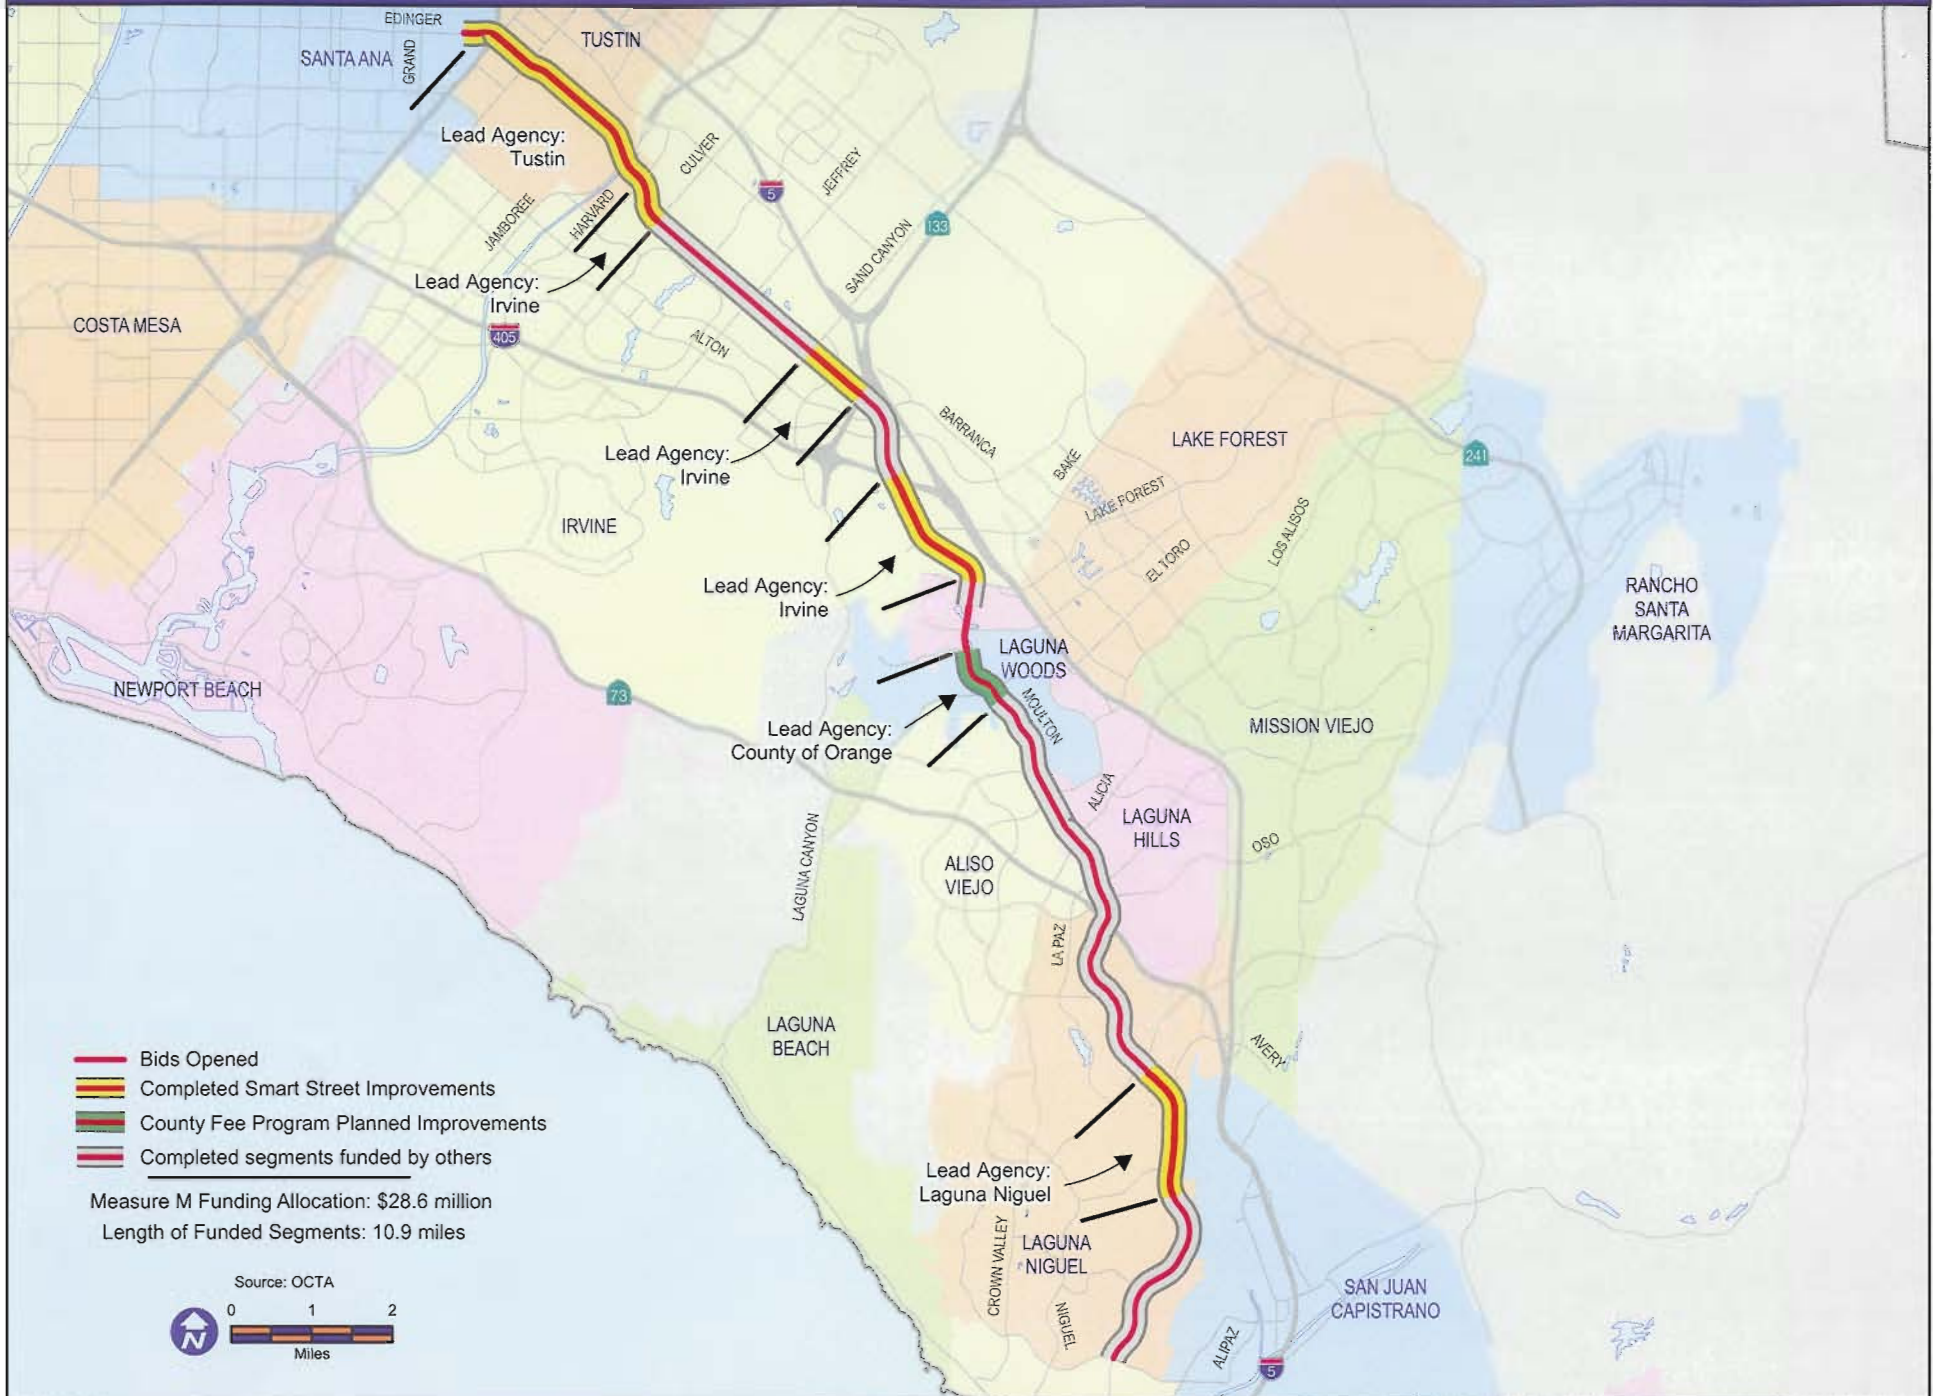 EDINGER
SANTA ANA
GRAND
TUSTIN
Lead Agency:
Tustin
CULVER
JEFFREY
5
133
SAND CANYON
JAMBOREE
HARVARD
Lead Agency:
Irvine
COSTA MESA
405
ALTON
BARRANCA
Lead Agency:
Irvine
BAKE
LAKE FOREST
LAKE FOREST
241
IRVINE
EL TORO
LOS ALISOS
Lead Agency:
Irvine
RANCHO
SANTA
MARGARITA
LAGUNA
WOODS
NEWPORT BEACH
73
MOULTON
MISSION VIEJO
Lead Agency:
County of Orange
ALICIA
LAGUNA
HILLS
OSO
LAGUNA CANYON
ALISO
VIEJO
LA PAZ
LAGUNA
BEACH
AVERY
Bids Opened
Completed Smart Street Improvements
County Fee Program Planned Improvements
Completed segments funded by others
Measure M Funding Allocation: $28.6 million
Length of Funded Segments: 10.9 miles
Lead Agency:
Laguna Niguel
CROWN VALLEY
LAGUNA
NIGUEL
NIGUEL
SAN JUAN
CAPISTRANO
ALIPAZ
5
Source: OCTA
0 1 2
N
Miles